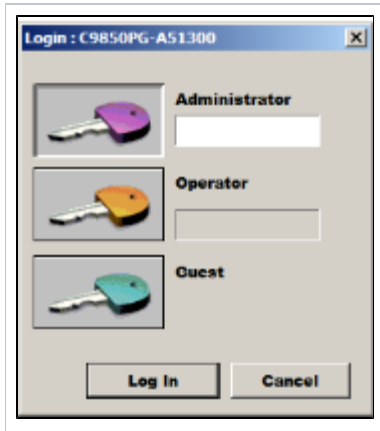 Login : C9850PG-A51300
Administrator
Operator
Guest
Log In Cancel